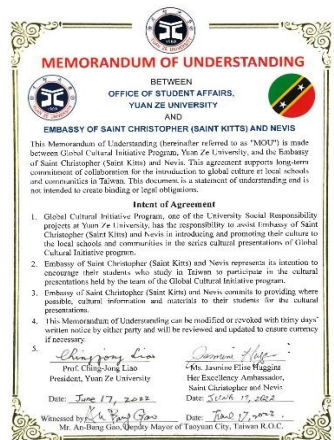 MEMORANDUM OF UNDERSTANDING
BETWEEN
OFFICE OF STUDENT AFFAIRS,
YUAN ZE UNIVERSITY
AND
EMBASSY OF SAINT CHRISTOPHER (SAINT KITTS) AND NEVIS
This Memorandum of Understanding (hereinafter referred to as "MOU") is made
between Global Cultural Initiative Program, Yuan Ze University, and the Embassy
of Saint Christopher (Saint Kitts) and Nevis. This agreement supports long-term
commitment of collaboration for the introduction to global culture at local schools
and communities in Taiwan. This document is a statement of understanding and is
not intended to create binding or legal obligations.
Intent of Agreement
1. Global Cultural Initiative Program, one of the University Social Responsibility
projects at Yuan Ze University, has the responsibility to assist Embassy of Saint
Christopher (Saint Kitts) and Nevis in introducing and promoting their culture to
the local schools and communities in the series cultural presentations of Global
Cultural Initiative program.
2. Embassy of Saint Christopher (Saint Kitts) and Nevis represents its intention to
encourage their students who study in Taiwan to participate in the cultural
presentations held by the team of the Global Cultural Initiative Program.
3. Embassy of Saint Christopher (Saint Kitts) and Nevis commits to providing where
possible, cultural information and materials to their students for the cultural
presentations.
4. This Memorandum of Understanding can be modified or revoked with thirty days'
written notice by either party and will be reviewed and updated to ensure currency
if necessary.
5.
Prof. Ching-Jong Liao
President, Yuan Ze University
Date: June 17, 2022
Ms. Jasmine Elise Huggins
Her Excellency Ambassador,
Saint Christopher and Nevis
Date: June 17, 2022
Witnessed by
Date:
Mr. An-Bang Gao, Deputy Mayor of Taoyuan City, Taiwan R.O.C.